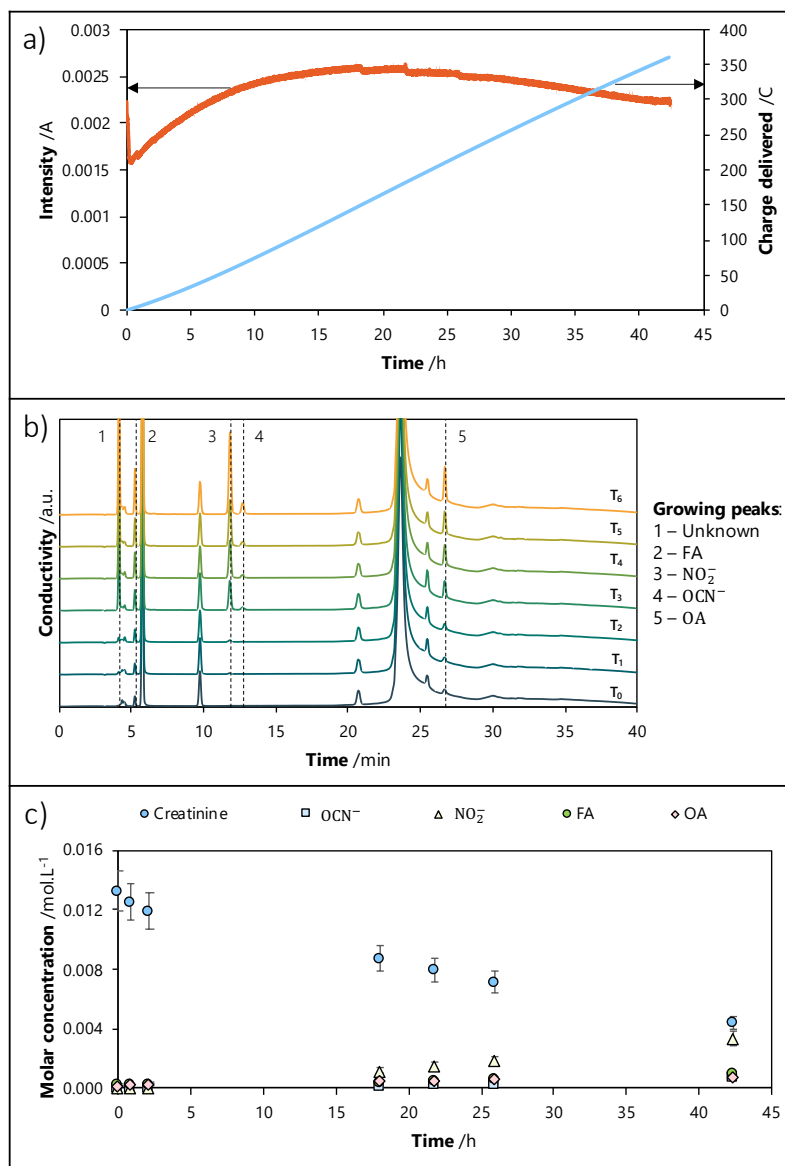 a)
Intensity /A
0.003
0.0025
0.002
0.0015
0.001
0.0005
0
400
350
300
250
200
150
100
50
0
Charge delivered /C
0 5 10 15 20 25 30 35 40 45
Time /h
b)
1 2 3 4 5
Conductivity /a.u.
T₆
T₅
T₄
T₃
T₂
T₁
T₀
0 5 10 15 20 25 30 35 40
Time /min
Growing peaks:
1 – Unknown
2 – FA
3 – NO₂⁻
4 – OCN⁻
5 – OA
c)
Creatinine OCN⁻ NO₂⁻ FA OA
Molar concentration /mol.L⁻¹
0.016
0.012
0.008
0.004
0.000
0 5 10 15 20 25 30 35 40 45
Time /h